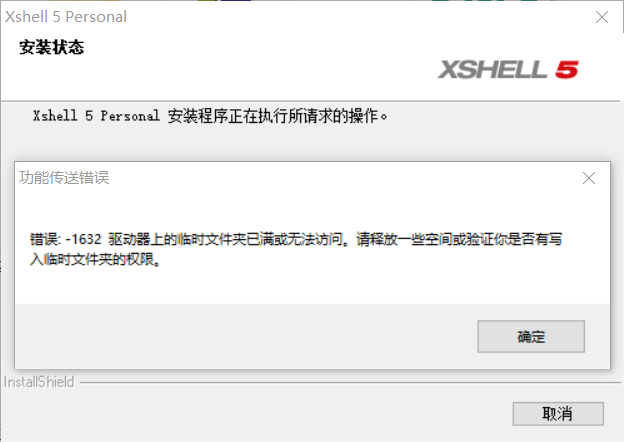 Xshell 5 Personal
安装状态
XSHELL 5
Xshell 5 Personal 安装程序正在执行所请求的操作。
功能传送错误
错误: -1632 驱动器上的临时文件夹已满或无法访问。请释放一些空间或验证你是否有写
入临时文件夹的权限。
确定
InstallShield
取消